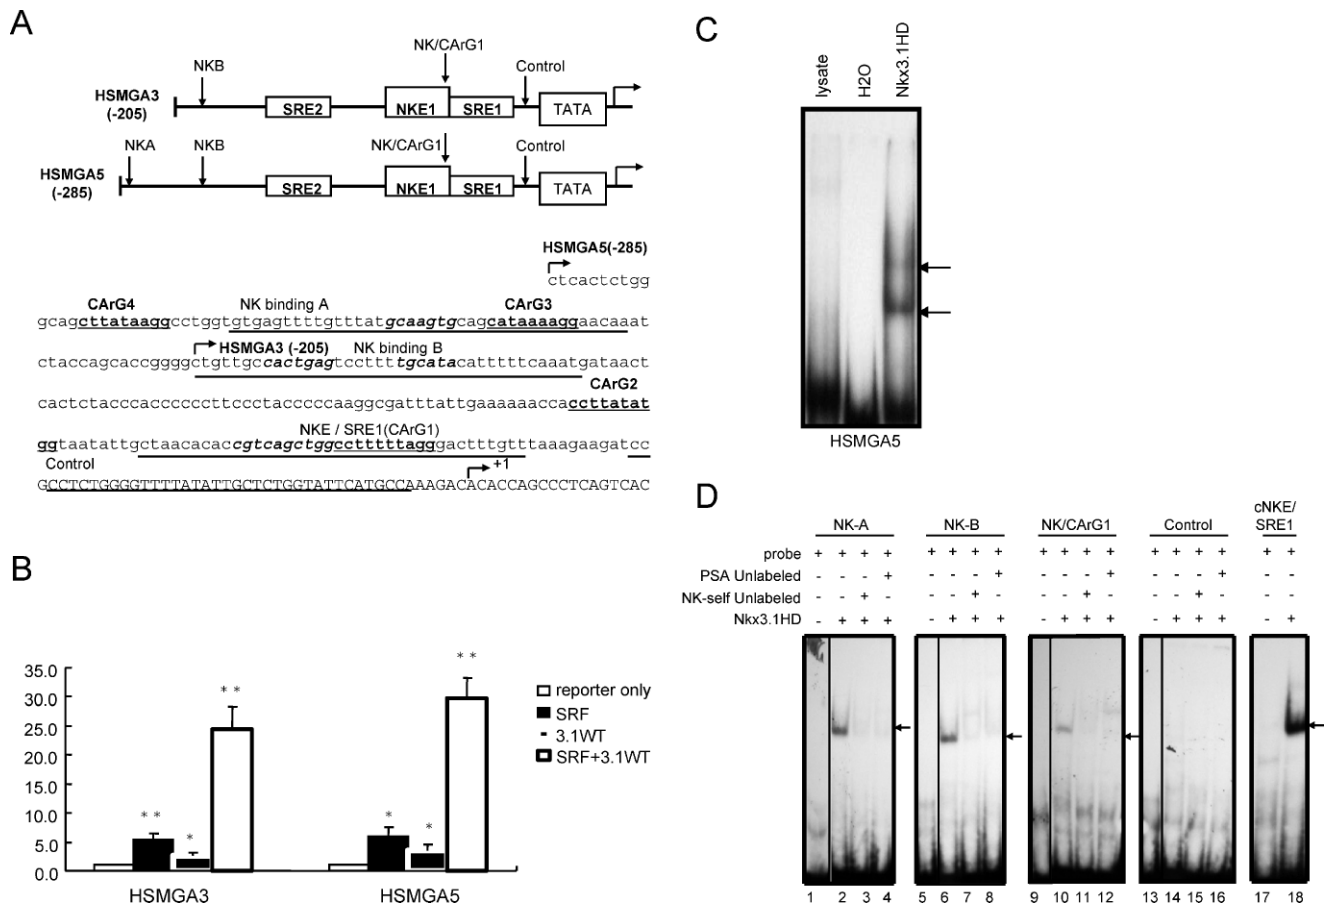 A
NK/CArG1
NKB
Control
HSMGA3
(-205)
SRE2
NKE1
SRE1
TATA
NKA
NKB
NK/CArG1
Control
HSMGA5
(-285)
SRE2
NKE1
SRE1
TATA
HSMGA5(-285)
ctcactctgg
CArG4 NK binding A CArG3
gcagcttataaggcctggtgtgagttttgtttatgcaagtgcagcataaaaggaacaaat
HSMGA3 (-205) NK binding B
ctaccagcaccggggctgttgccactgagtcctttttgcatacatttttcaaatgataact
CArG2
cactctacccacccccccttccctacccccaaggcgatttattgaaaaaaccaccttatat
NKE / SRE1(CArG1)
ggtaatattgctaacacaccgtcagctggccttttttagggactttgtttaaagaagatcc
Control +1
GCCTCTGGGGTTTTATATTGCTCTGGTATTCATGCCAAAGACACACCAGCCCTCAGTCAC
B
35.0
30.0
25.0
20.0
15.0
10.0
5.0
0.0
** * **
* * **
reporter only
SRF
3.1WT
SRF+3.1WT
HSMGA3 HSMGA5
C
lysate
H2O
Nkx3.1HD
HSMGA5
D
NK-A NK-B NK/CArG1 Control cNKE/
SRE1
probe + + + + + + + + + + + + + + + + + +
PSA Unlabeled - - - + - - - + - - - + - - - + - -
NK-self Unlabeled - - + - - - + - - - + - - - + - - -
Nkx3.1HD - + + + - + + + - + + + - + + + - +
1 2 3 4 5 6 7 8 9 10 11 12 13 14 15 16 17 18